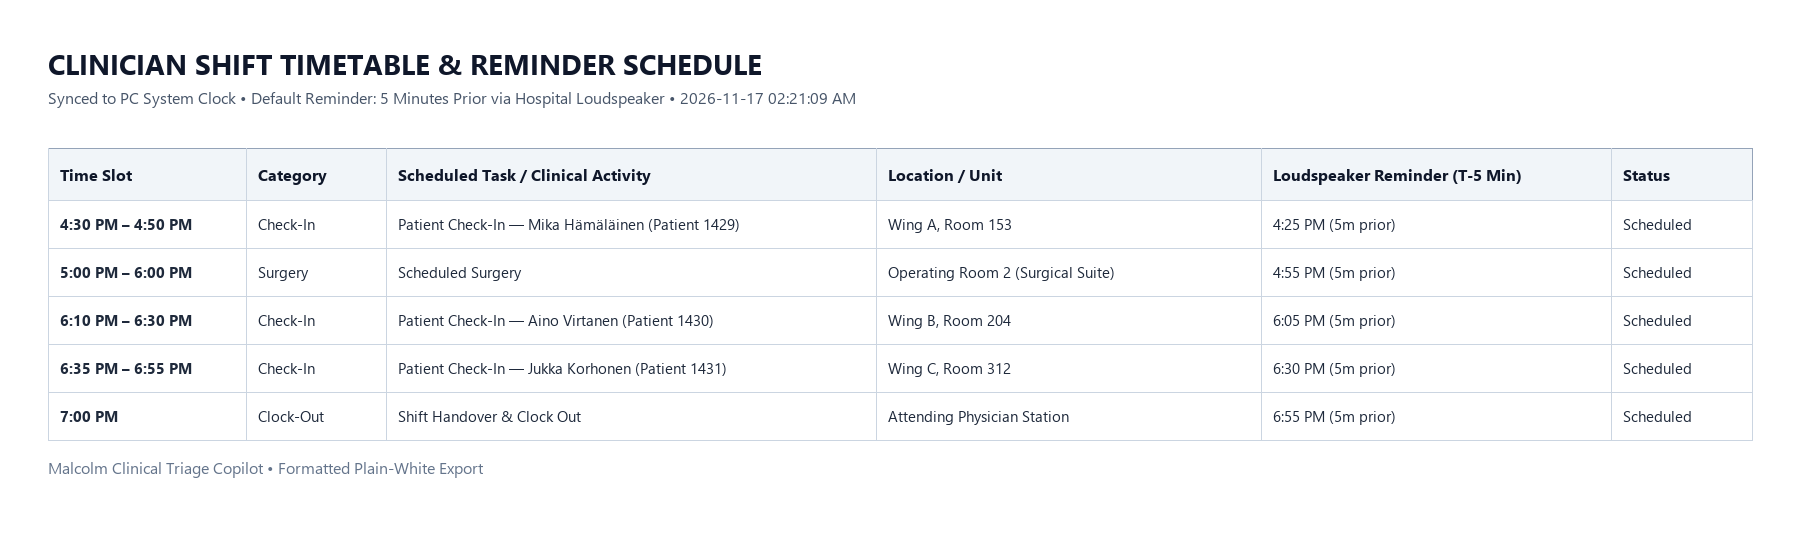 CLINICIAN SHIFT TIMETABLE & REMINDER SCHEDULE
Synced to PC System Clock • Default Reminder: 5 Minutes Prior via Hospital Loudspeaker • 2026-11-17 02:21:09 AM
Time Slot Category Scheduled Task / Clinical Activity Location / Unit Loudspeaker Reminder (T-5 Min) Status
4:30 PM – 4:50 PM Check-In Patient Check-In — Mika Hämäläinen (Patient 1429) Wing A, Room 153 4:25 PM (5m prior) Scheduled
5:00 PM – 6:00 PM Surgery Scheduled Surgery Operating Room 2 (Surgical Suite) 4:55 PM (5m prior) Scheduled
6:10 PM – 6:30 PM Check-In Patient Check-In — Aino Virtanen (Patient 1430) Wing B, Room 204 6:05 PM (5m prior) Scheduled
6:35 PM – 6:55 PM Check-In Patient Check-In — Jukka Korhonen (Patient 1431) Wing C, Room 312 6:30 PM (5m prior) Scheduled
7:00 PM Clock-Out Shift Handover & Clock Out Attending Physician Station 6:55 PM (5m prior) Scheduled
Malcolm Clinical Triage Copilot • Formatted Plain-White Export